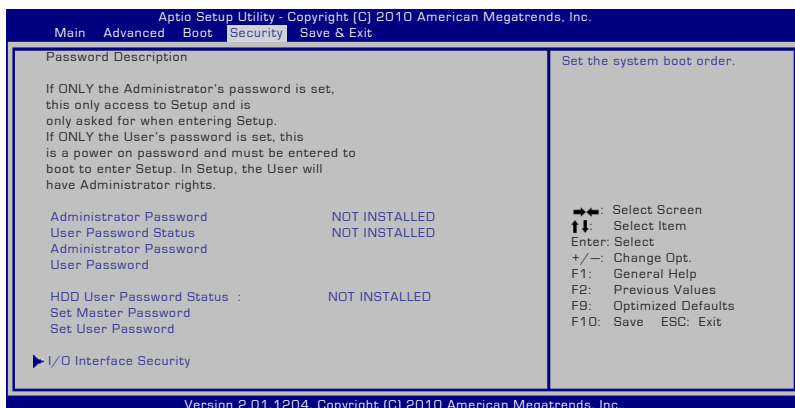 Aptio Setup Utility - Copyright (C) 2010 American Megatrends, Inc.
Main Advanced Boot Security Save & Exit
Password Description
If ONLY the Administrator's password is set,
this only access to Setup and is
only asked for when entering Setup.
If ONLY the User's password is set, this
is a power on password and must be entered to
boot to enter Setup. In Setup, the User will
have Administrator rights.
Administrator Password NOT INSTALLED
User Password Status NOT INSTALLED
Administrator Password
User Password
HDD User Password Status : NOT INSTALLED
Set Master Password
Set User Password
I/O Interface Security
Set the system boot order.
→←: Select Screen
↑↓: Select Item
Enter: Select
+/—: Change Opt.
F1: General Help
F2: Previous Values
F9: Optimized Defaults
F10: Save ESC: Exit
Version 2.01.1204. Copyright (C) 2010 American Megatrends, Inc.